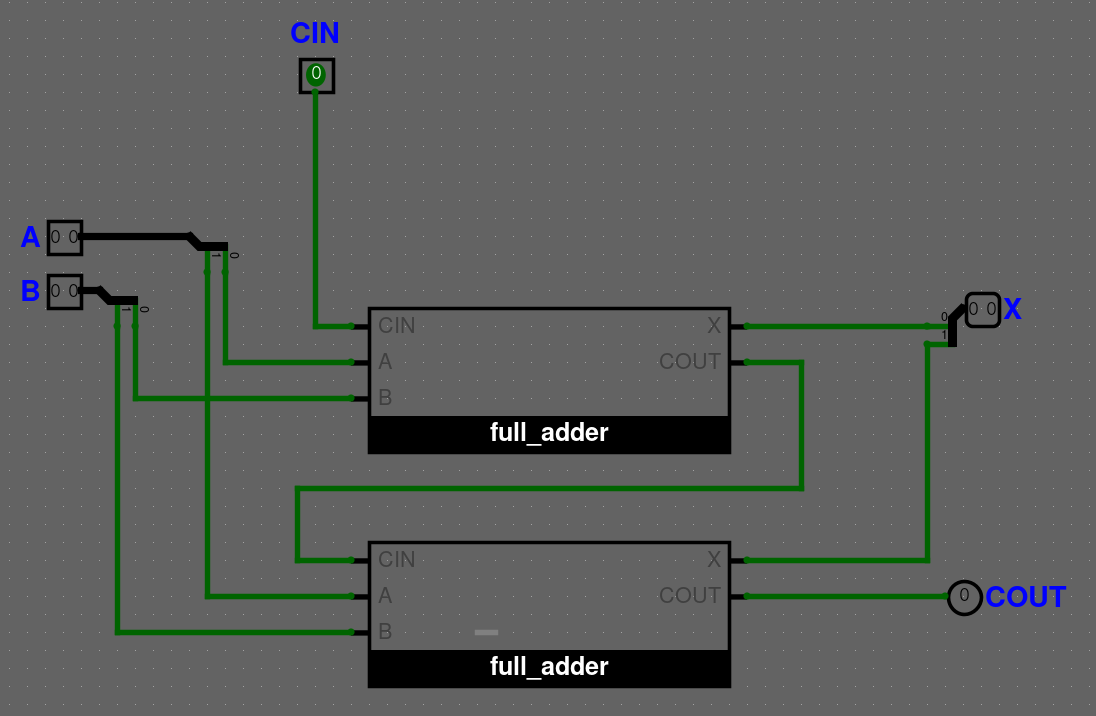 CIN
0
A 0 0
1 0
B 0 0
1 0
CIN X
A COUT
B
full_adder
0
1
0 0 X
CIN X
A COUT
B
full_adder
0 COUT